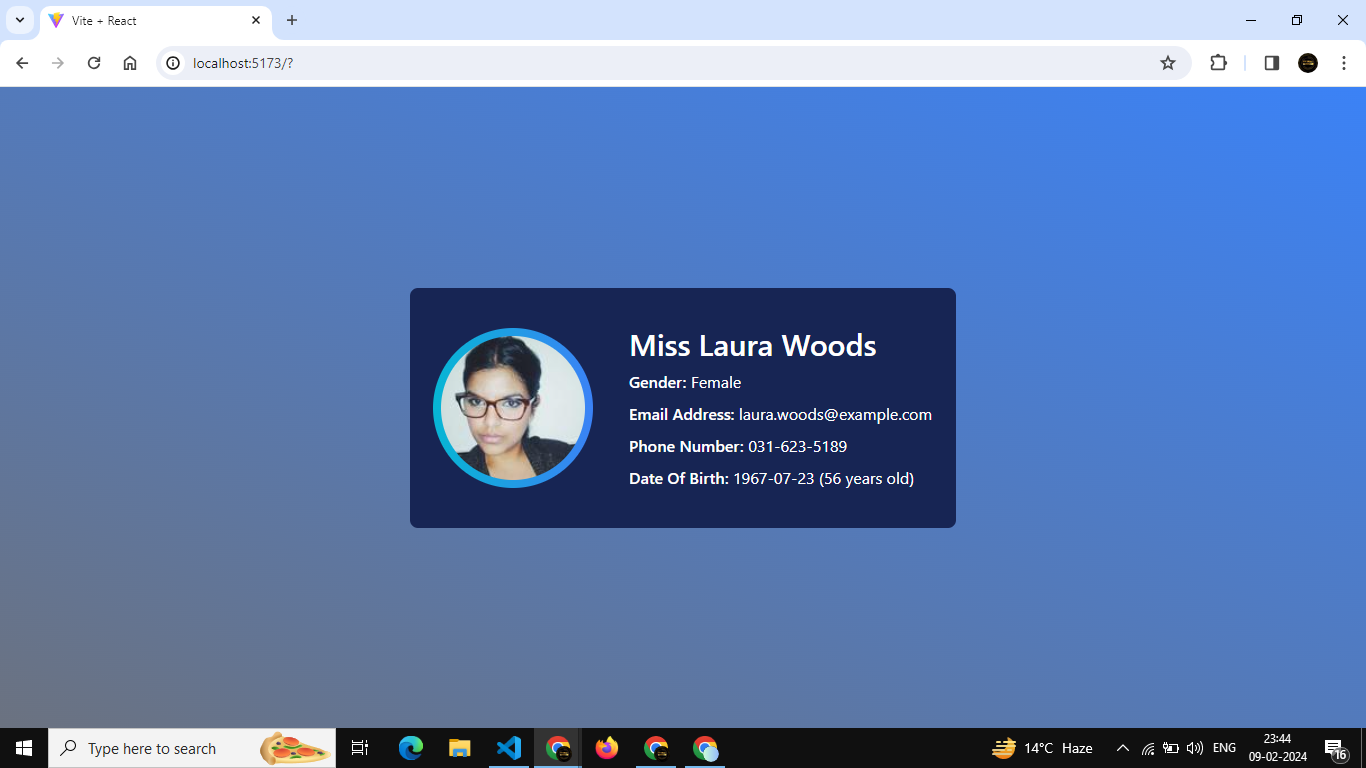 Vite + React
localhost:5173/?
Miss Laura Woods
Gender: Female
Email Address: laura.woods@example.com
Phone Number: 031-623-5189
Date Of Birth: 1967-07-23 (56 years old)
Type here to search
14°C Haze
ENG
23:44
09-02-2024
16